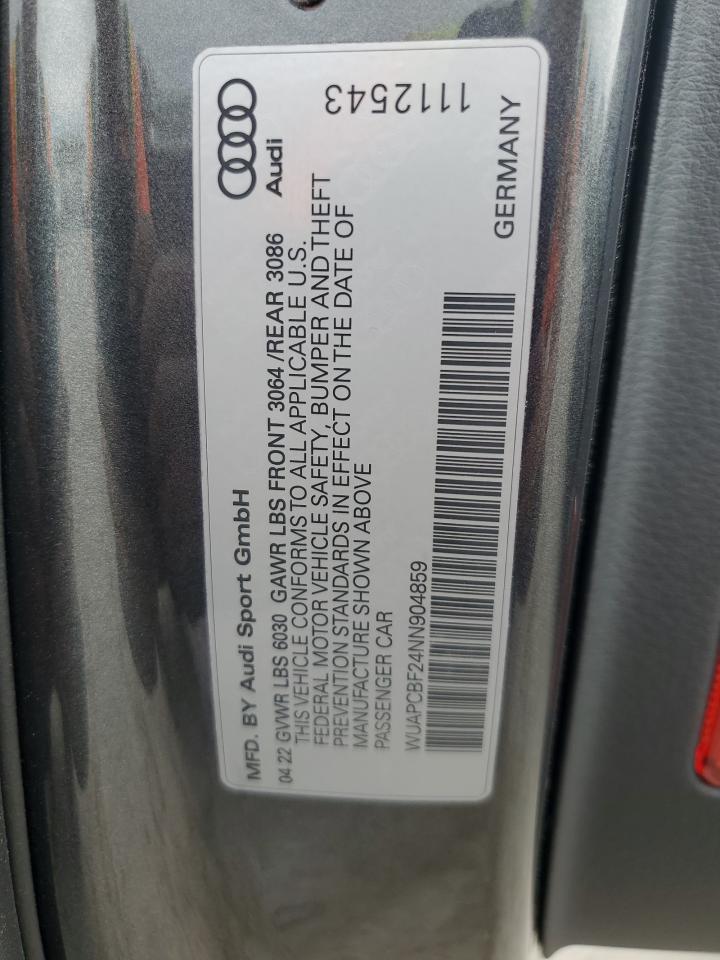 MFD. BY Audi Sport GmbH
04 22 GVWR LBS 6030 GAWR LBS FRONT 3064 /REAR 3086
THIS VEHICLE CONFORMS TO ALL APPLICABLE U.S.
FEDERAL MOTOR VEHICLE SAFETY, BUMPER AND THEFT
PREVENTION STANDARDS IN EFFECT ON THE DATE OF
MANUFACTURE SHOWN ABOVE
PASSENGER CAR
WUAPCBF24NN904859
Audi
1112543
GERMANY